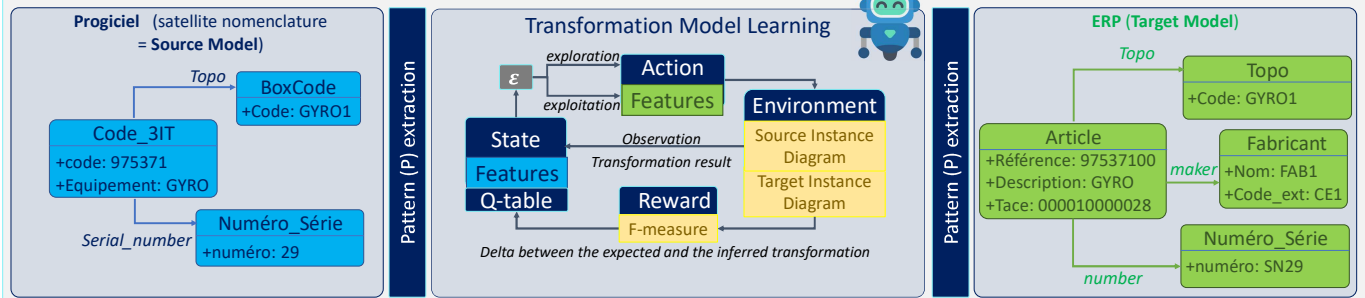 Progiciel (satellite nomenclature
= Source Model)
Topo
BoxCode
+Code: GYRO1
Code_3IT
+code: 975371
+Equipement: GYRO
Serial_number
Numéro_Série
+numéro: 29
Pattern (P) extraction
Transformation Model Learning
ε
exploration
exploitation
Action
Features
State
Features
Q-table
Observation
Transformation result
Environment
Source Instance
Diagram
Target Instance
Diagram
Reward
F-measure
Delta between the expected and the inferred transformation
Pattern (P) extraction
ERP (Target Model)
Topo
Topo
+Code: GYRO1
Article
+Référence: 97537100
+Description: GYRO
+Tace: 000010000028
maker
Fabricant
+Nom: FAB1
+Code_ext: CE1
number
Numéro_Série
+numéro: SN29